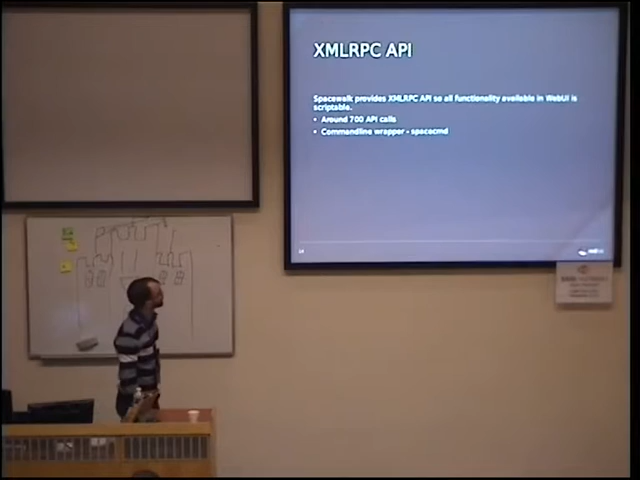 XMLRPC API
Spacewalk provides XMLRPC API so all functionality available in WebUI is
scriptable.
• Around 700 API calls
• Commandline wrapper - spacecmd